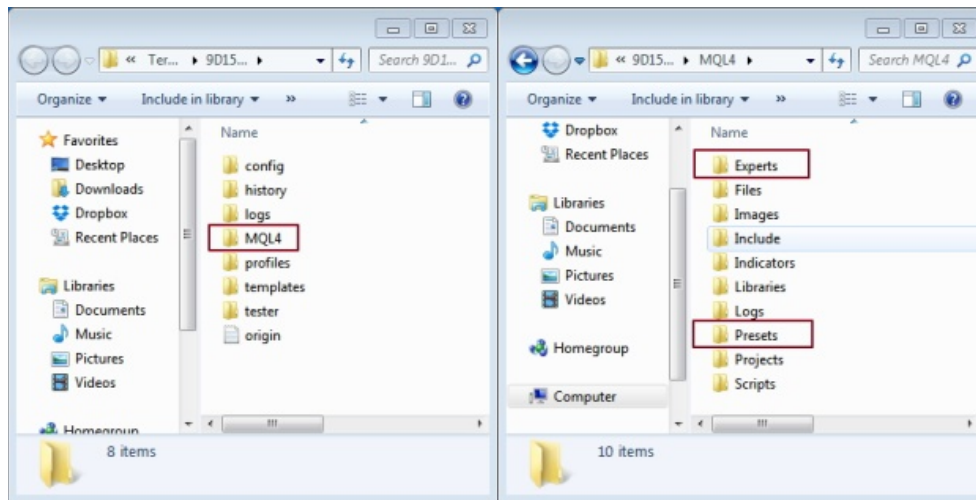 « Ter... ▸ 9D15... ▸
Search 9D1...
Organize
Include in library
»
Favorites
Desktop
Downloads
Dropbox
Recent Places
Libraries
Documents
Music
Pictures
Videos
Homegroup
Name
config
history
logs
MQL4
profiles
templates
tester
origin
8 items
« 9D15... ▸ MQL4 ▸
Search MQL4
Organize
Include in library
»
Dropbox
Recent Places
Libraries
Documents
Music
Pictures
Videos
Homegroup
Computer
Name
Experts
Files
Images
Include
Indicators
Libraries
Logs
Presets
Projects
Scripts
10 items